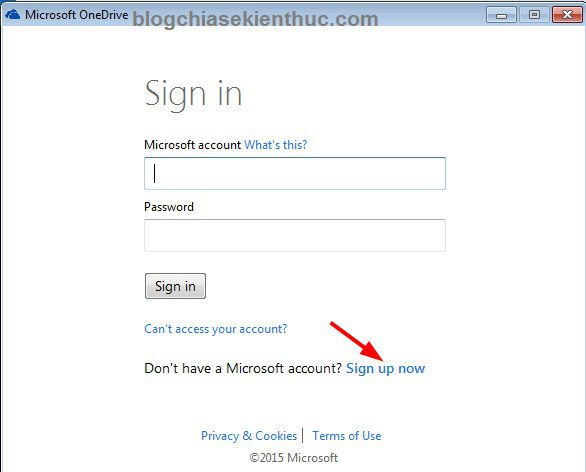 Microsoft OneDrive
blogchiasekienthuc.com
Sign in
Microsoft account What's this?
Password
Sign in
Can't access your account?
Don't have a Microsoft account? Sign up now
Privacy & Cookies | Terms of Use
©2015 Microsoft